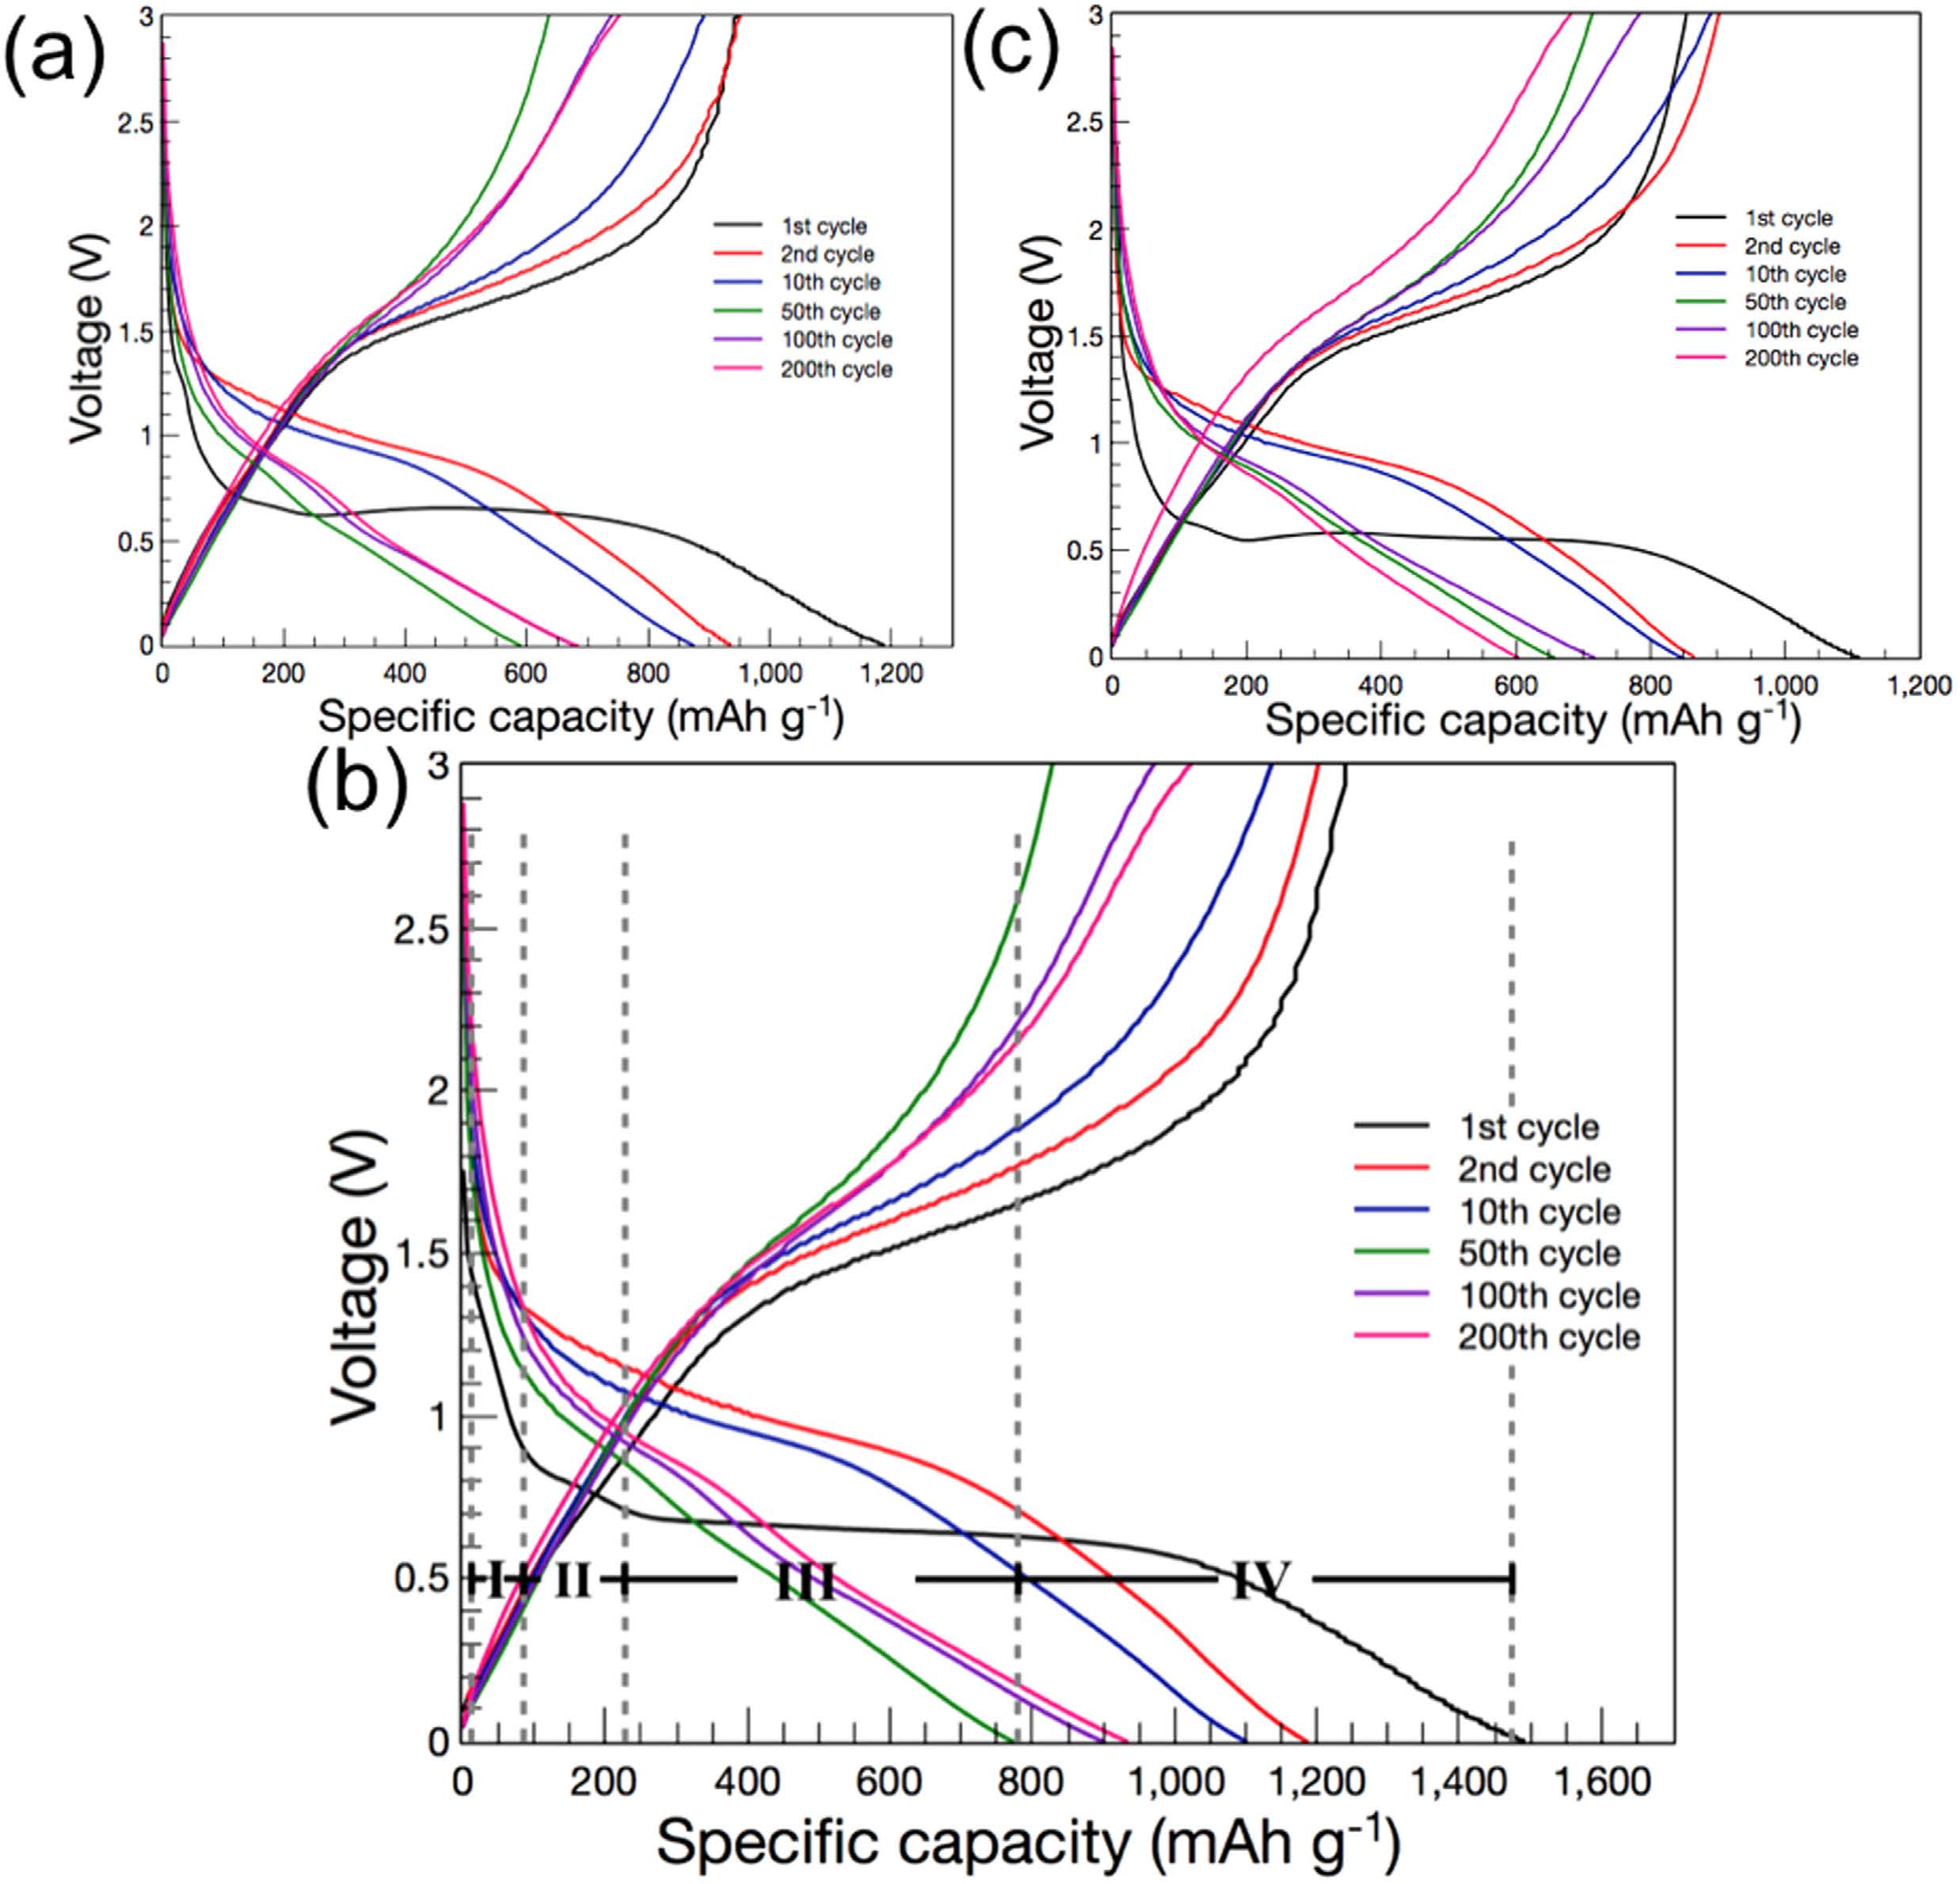 (a)
3
2.5
2
1.5
1
0.5
0
Voltage (V)
1st cycle
2nd cycle
10th cycle
50th cycle
100th cycle
200th cycle
0 200 400 600 800 1,000 1,200
Specific capacity (mAh g-1)
(c)
3
2.5
2
1.5
1
0.5
0
Voltage (V)
1st cycle
2nd cycle
10th cycle
50th cycle
100th cycle
200th cycle
0 200 400 600 800 1.000 1,200
Specific capacity (mAh g-1)
(b)
3
2.5
2
1.5
1
0.5
0
Voltage (V)
1st cycle
2nd cycle
10th cycle
50th cycle
100th cycle
200th cycle
I II III IV
0 200 400 600 800 1,000 1,200 1,400 1,600
Specific capacity (mAh g-1)